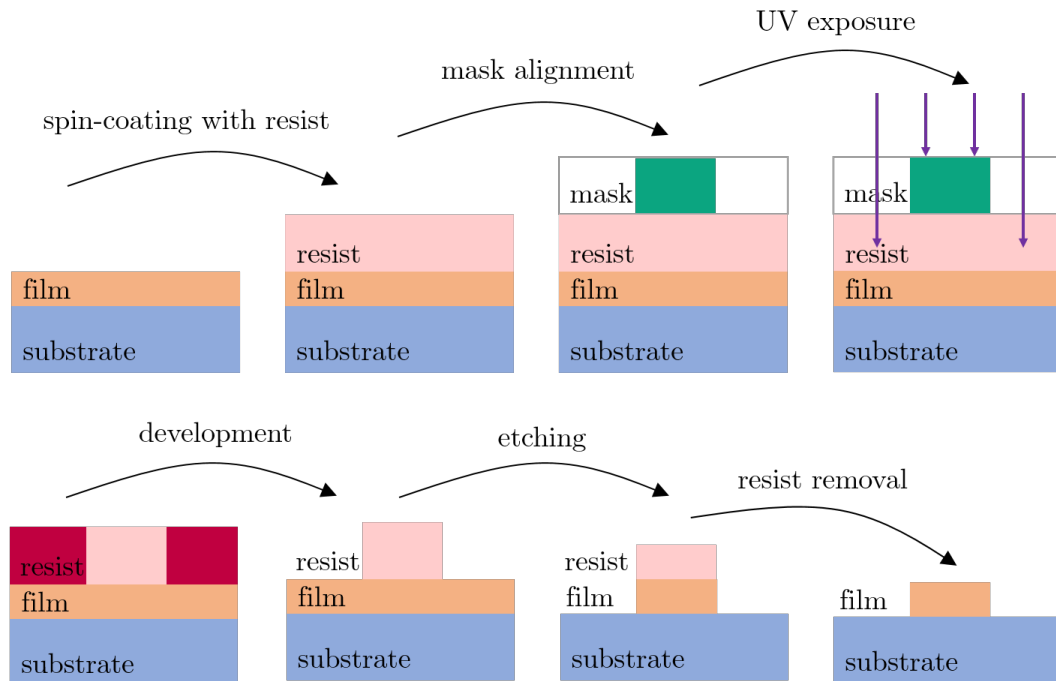 spin-coating with resist
mask alignment
UV exposure
film
substrate
resist
film
substrate
mask
resist
film
substrate
mask
resist
film
substrate
development
etching
resist removal
resist
film
substrate
resist
film
substrate
resist
film
substrate
film
substrate